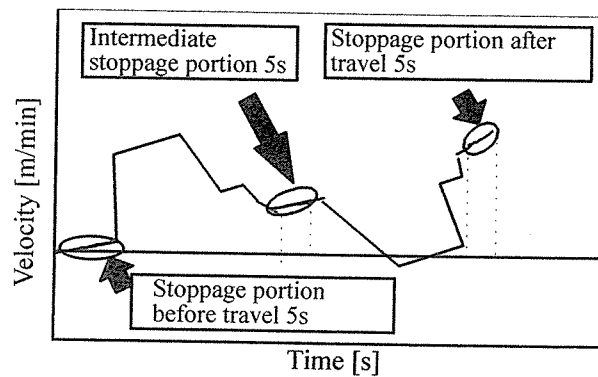 Intermediate
stoppage portion 5s
Stoppage portion after
travel 5s
Velocity [m/min]
Stoppage portion
before travel 5s
Time [s]